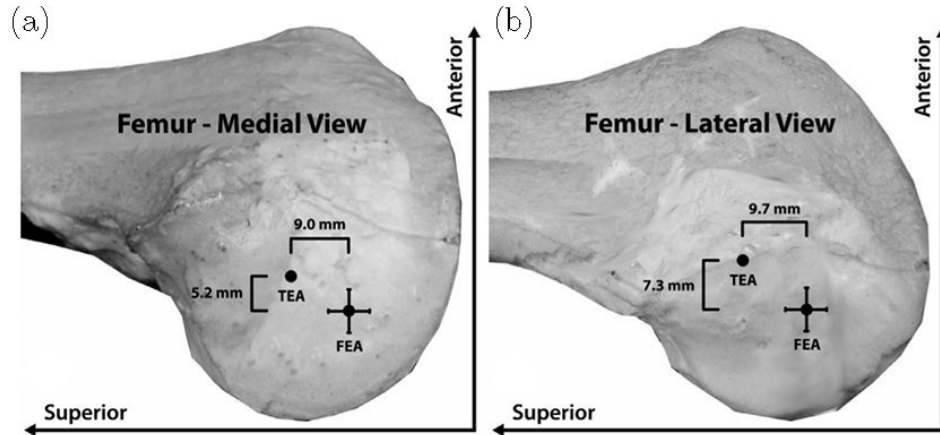 (a)
Anterior
Femur - Medial View
9.0 mm
TEA
5.2 mm
FEA
Superior
(b)
Anterior
Femur - Lateral View
9.7 mm
TEA
7.3 mm
FEA
Superior